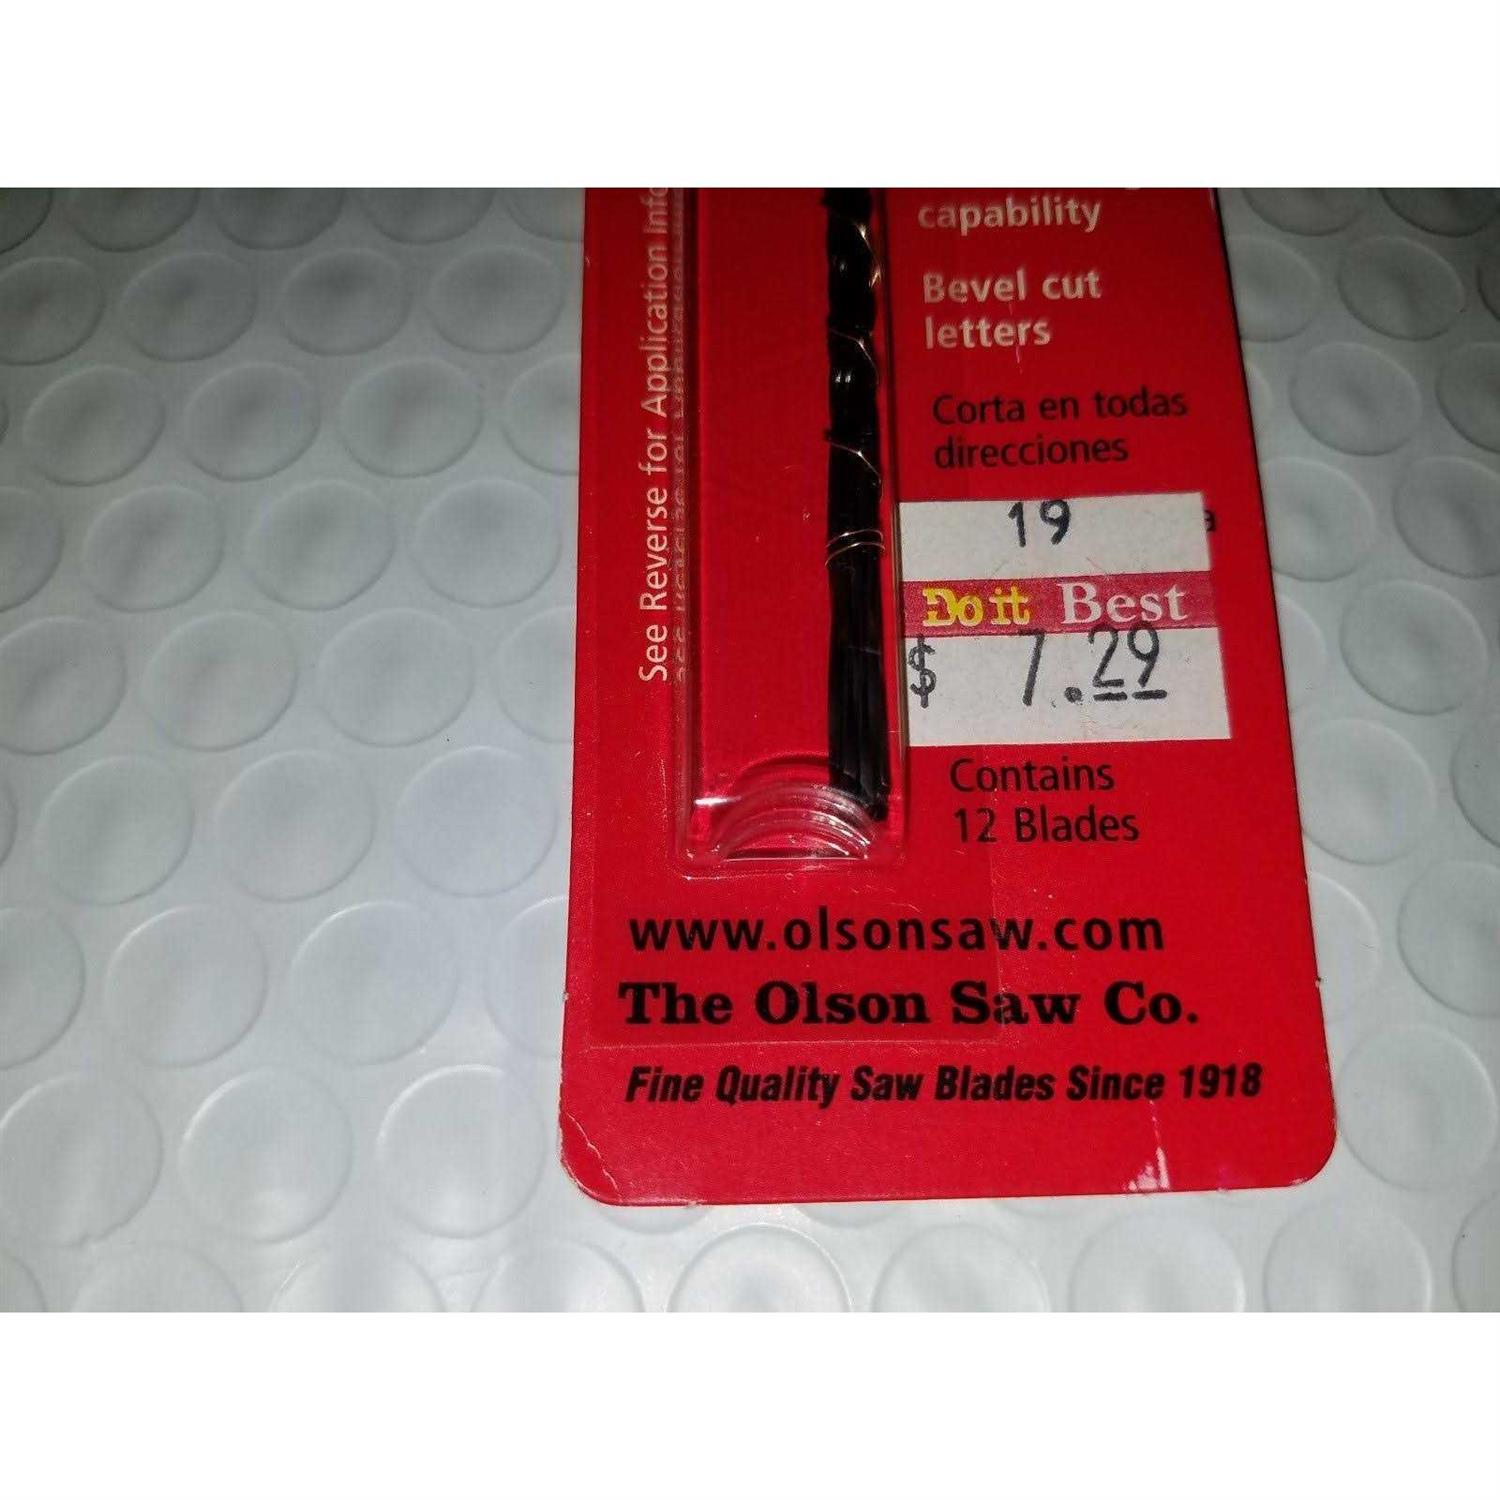 capability
Bevel cut
letters
Corta en todas
direcciones
19
Do it Best
$ 7.29
Contains
12 Blades
See Reverse for Application
www.olsonsaw.com
The Olson Saw Co.
Fine Quality Saw Blades Since 1918